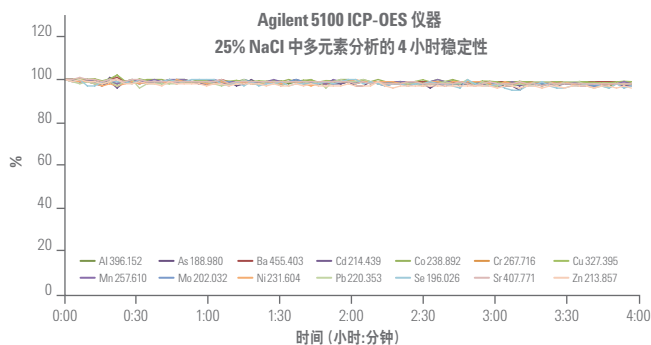 Agilent 5100 ICP-OES 仪器
25% NaCl 中多元素分析的 4 小时稳定性
120
100
80
60
40
20
0
%
Al 396.152 As 188.980 Ba 455.403 Cd 214.439 Co 238.892 Cr 267.716 Cu 327.395
Mn 257.610 Mo 202.032 Ni 231.604 Pb 220.353 Se 196.026 Sr 407.771 Zn 213.857
0:00 0:30 1:00 1:30 2:00 2:30 3:00 3:30 4:00
时间 (小时:分钟)